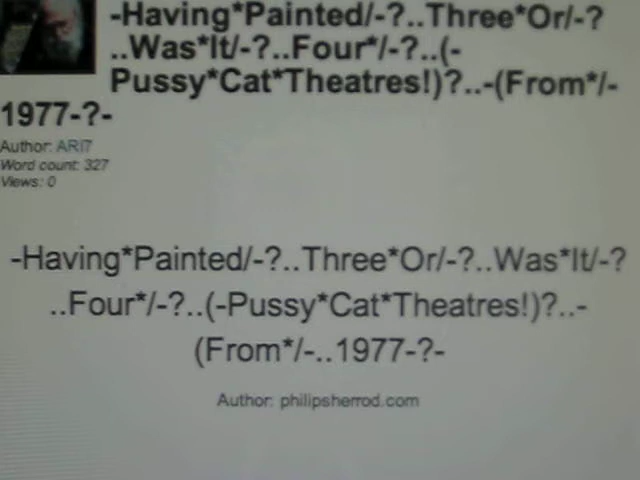 -Having*Painted/-?..Three*Or/-?
..Was*It/-?..Four*/-?..(-
Pussy*Cat*Theatres!)?..-(From*/-
1977-?-
Author: ARI7
Word count: 327
Views: 0
-Having*Painted/-?..Three*Or/-?..Was*It/-?
..Four*/-?..(-Pussy*Cat*Theatres!)?..-
(From*/-..1977-?-
Author: philipsherrod.com